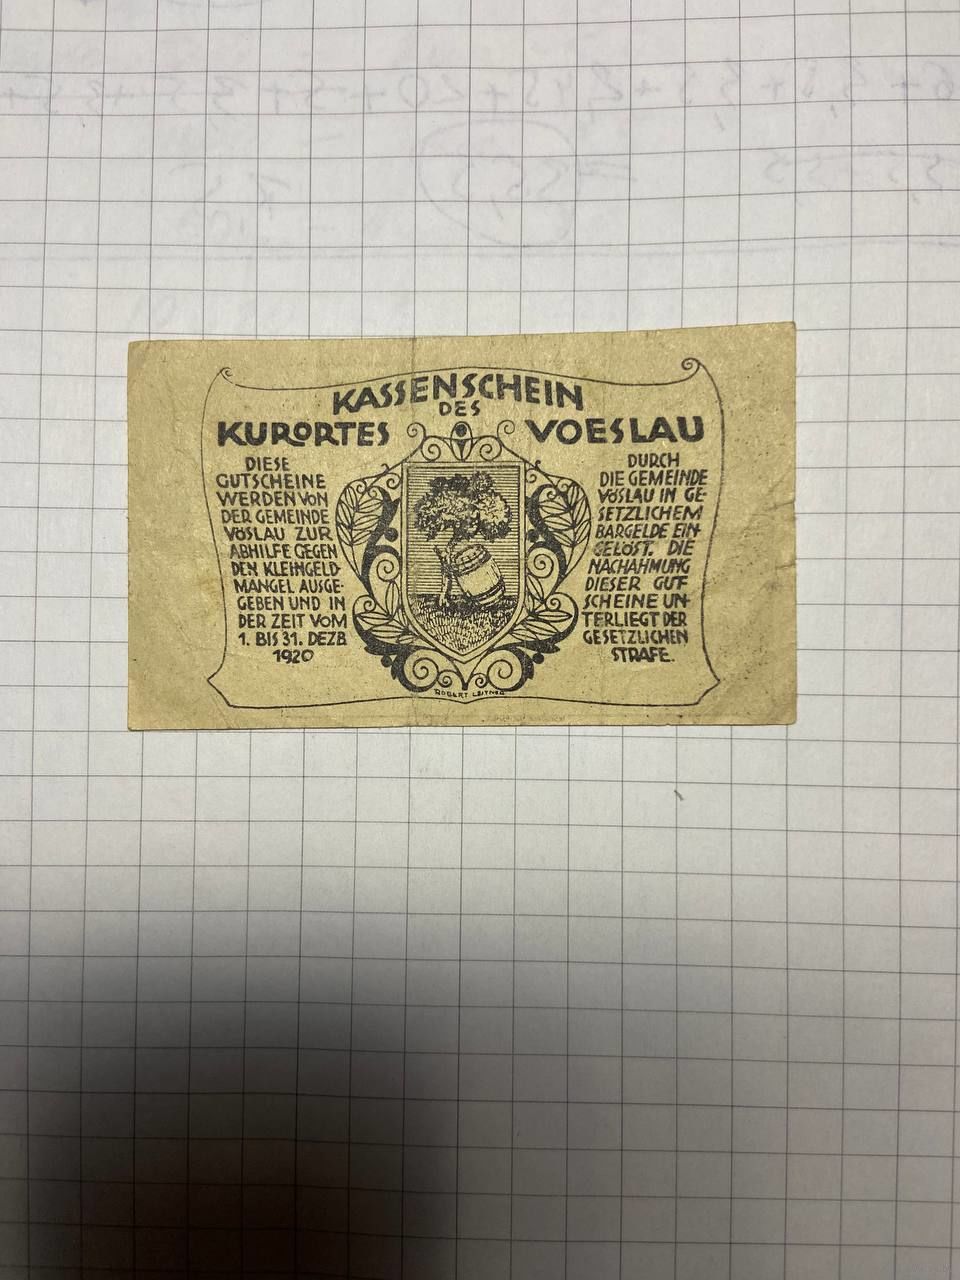 KASSENSCHEIN
DES
KURORTES VOESLAU
DIESE
GUTSCHEINE
WERDEN VON
DER GEMEINDE
VÖSLAU ZUR
ABHILFE GEGEN
DEN KLEINGELD-
MANGEL AUSGE-
GEBEN UND IN
DER ZEIT VOM
1. BIS 31. DEZB
1920
DURCH
DIE GEMEINDE
VÖSLAU IN GE-
SETZLICHEM
BARGELDE EIN-
GELÖST. DIE
NACHAHMUNG
DIESER GUT-
SCHEINE UN-
TERLIEGT DER
GESETZLICHEN
STRAFE.
ROBERT LEITNER